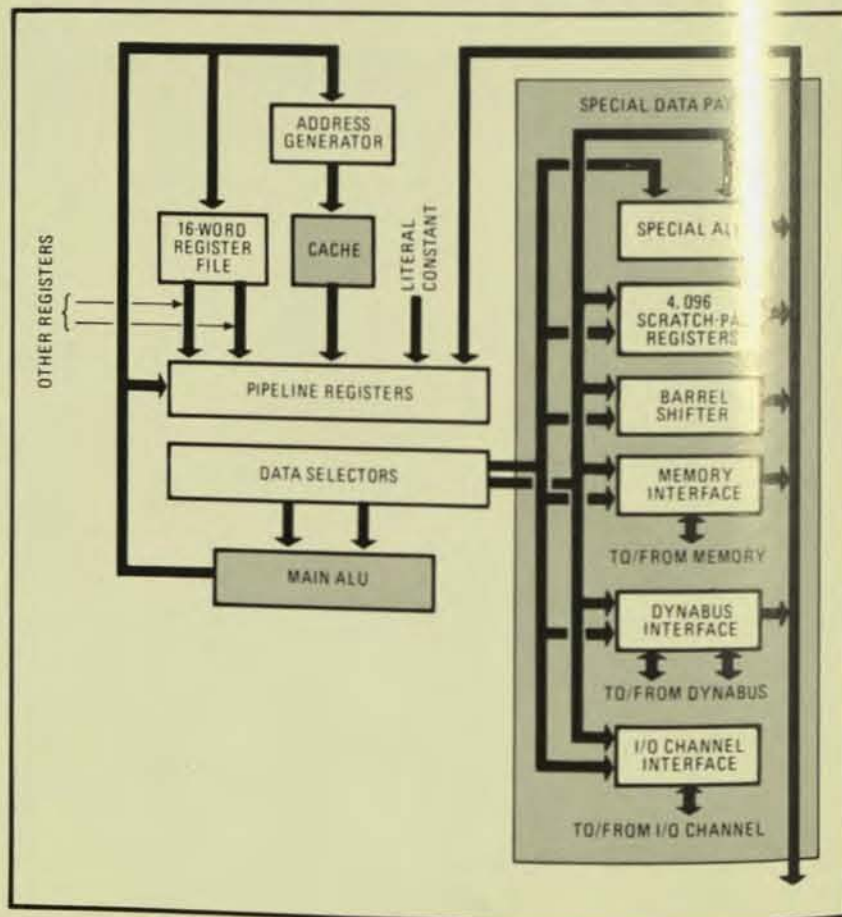 SPECIAL DATA
ADDRESS
GENERATOR
16-WORD
REGISTER
FILE
CACHE
LITERAL
CONSTANT
OTHER REGISTERS
PIPELINE REGISTERS
DATA SELECTORS
MAIN ALU
SPECIAL
4,096
SCRATCH-PA
REGISTERS
BARREL
SHIFTER
MEMORY
INTERFACE
TO/FROM MEMORY
DYNABUS
INTERFACE
TO/FROM DYNABUS
I/O CHANNEL
INTERFACE
TO/FROM I/O CHANNEL